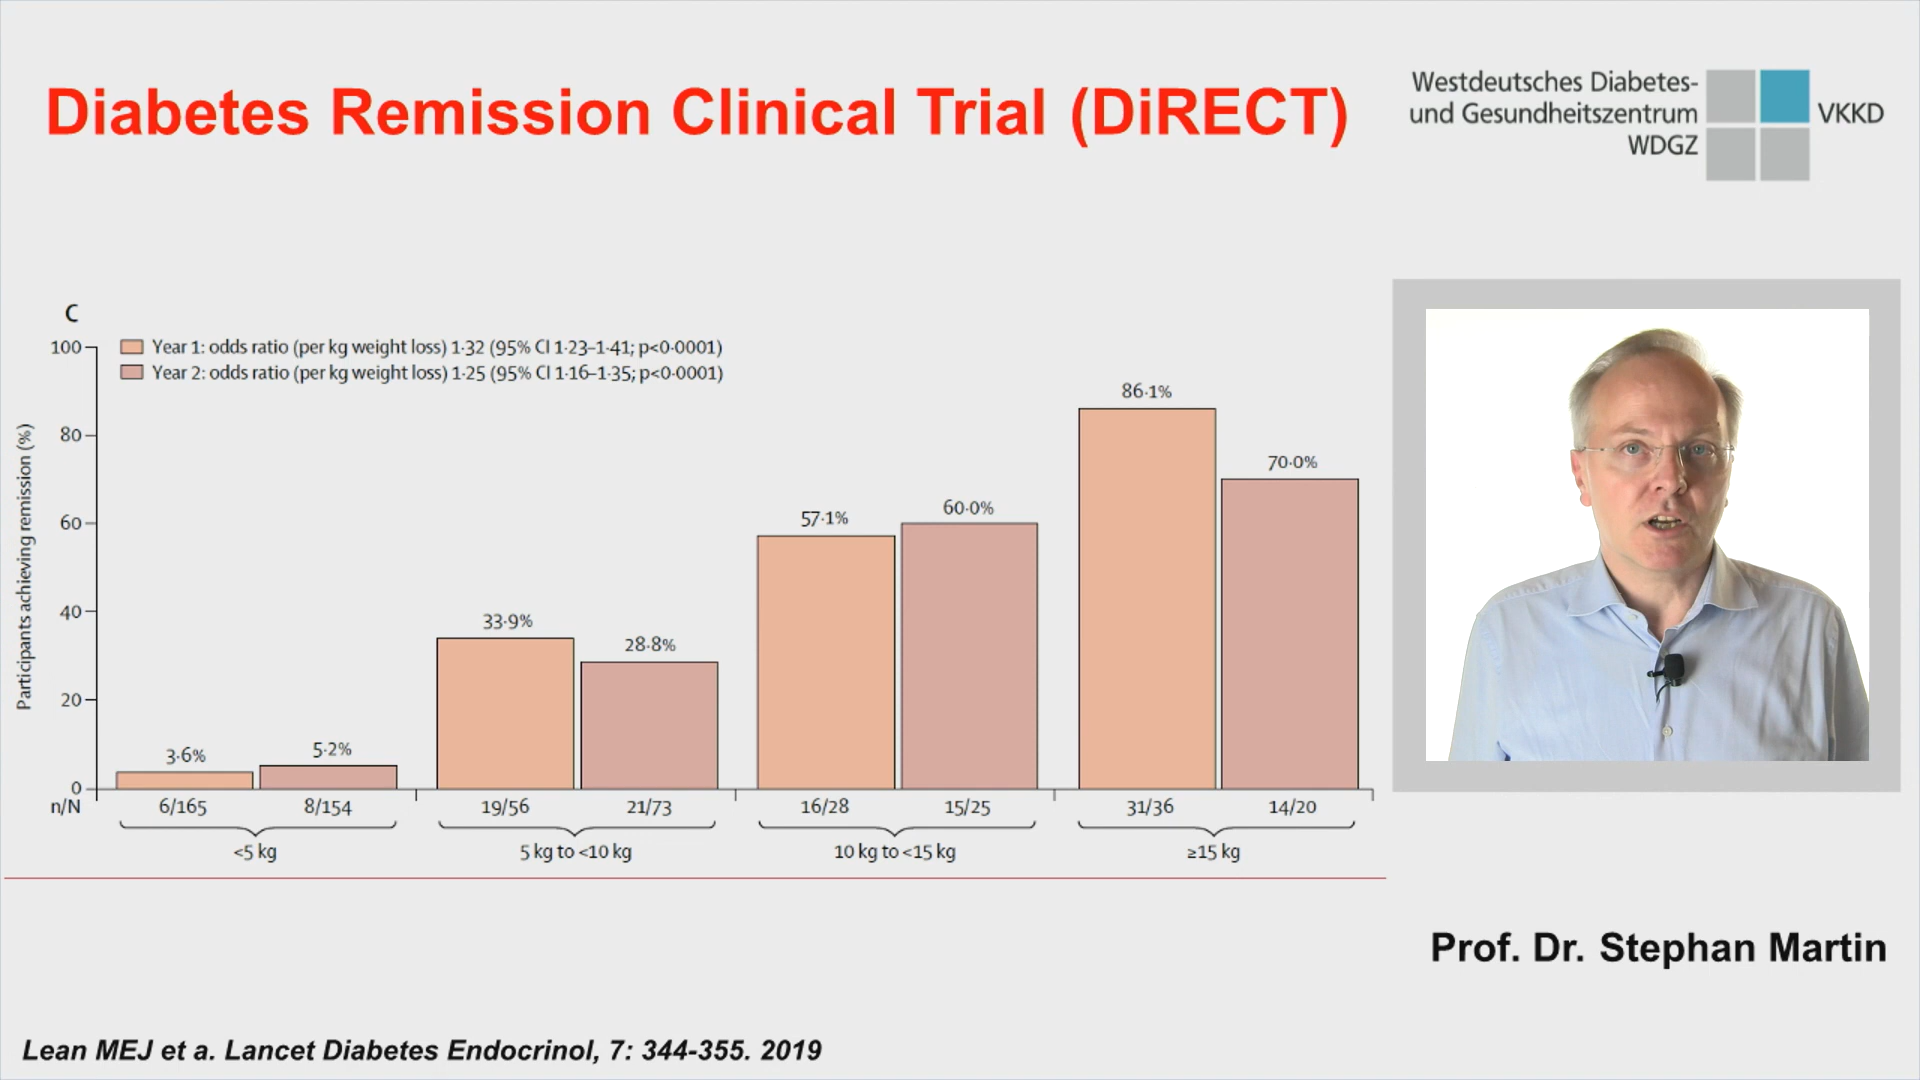 Diabetes Remission Clinical Trial (DiRECT)
Westdeutsches Diabetes-
und Gesundheitszentrum
WDGZ
VKKD
C
Year 1: odds ratio (per kg weight loss) 1·32 (95% CI 1·23–1·41; p<0·0001)
Year 2: odds ratio (per kg weight loss) 1·25 (95% CI 1·16–1·35; p<0·0001)
Participants achieving remission (%)
100
80
60
40
20
0
3·6%
5·2%
33·9%
28·8%
57·1%
60·0%
86·1%
70·0%
n/N 6/165 8/154 19/56 21/73 16/28 15/25 31/36 14/20
<5 kg 5 kg to <10 kg 10 kg to <15 kg ≥15 kg
Prof. Dr. Stephan Martin
Lean MEJ et a. Lancet Diabetes Endocrinol, 7: 344-355. 2019